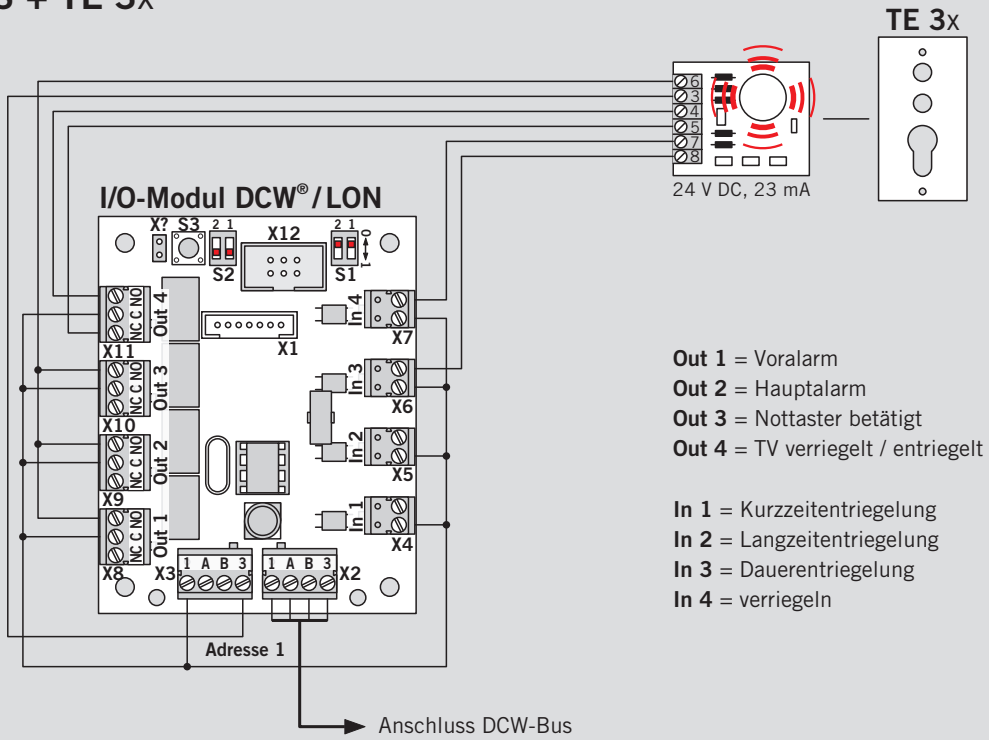 + TE 3x
TE 3x
6
3
4
5
7
8
24 V DC, 23 mA
I/O-Modul DCW®/LON
X? S3 2 1 X12 2 1 0 1
S2 S1
NC C NO Out 4
X11
X1
In 4
X7
NC C NO Out 3
X10
In 3
X6
NC C NO Out 2
X9
In 2
X5
NC C NO Out 1
X8
In 1
X4
X3 1 A B 3 1 A B 3 X2
Adresse 1
Anschluss DCW-Bus
Out 1 = Voralarm
Out 2 = Hauptalarm
Out 3 = Nottaster betätigt
Out 4 = TV verriegelt / entriegelt
In 1 = Kurzzeitentriegelung
In 2 = Langzeitentriegelung
In 3 = Dauerentriegelung
In 4 = verriegeln